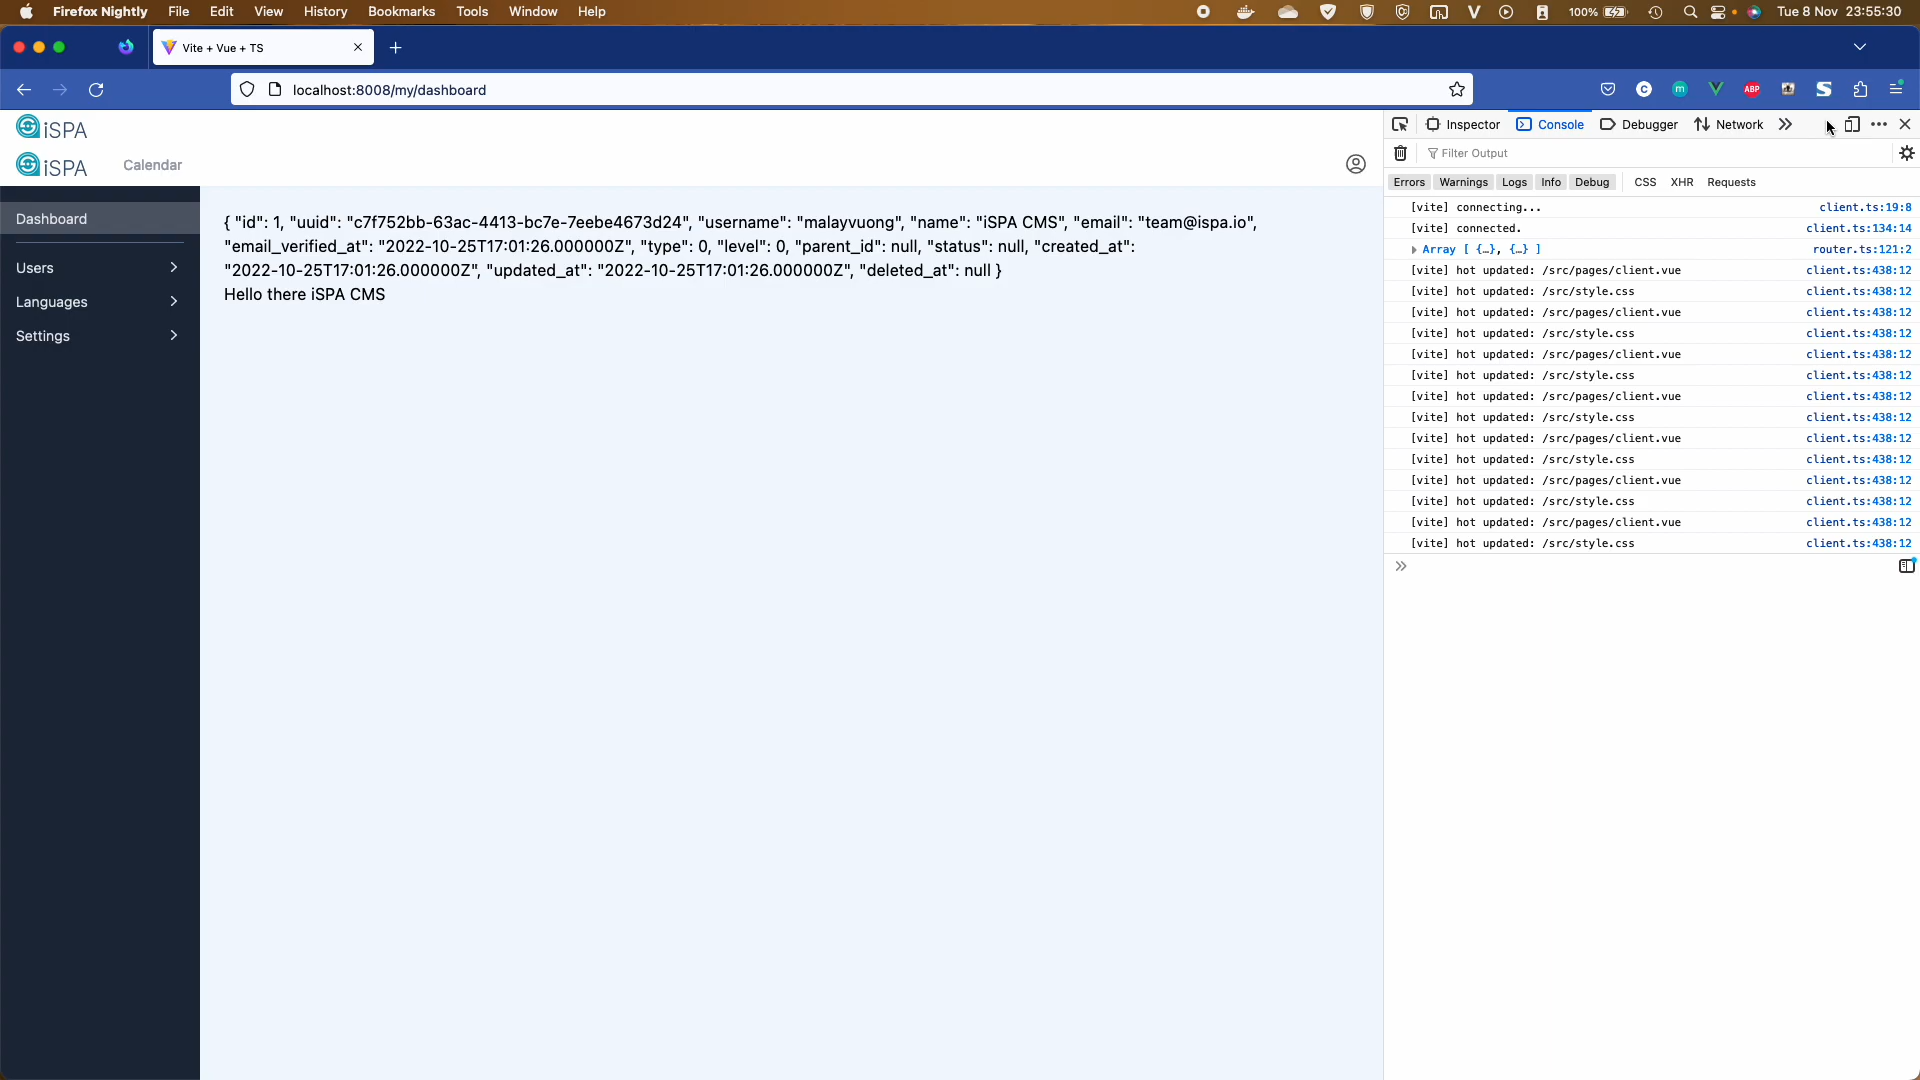 Firefox Nightly File Edit View History Bookmarks Tools Window Help 100% Tue 8 Nov 23:55:30
Vite + Vue + TS
localhost:8008/my/dashboard
iSPA
iSPA Calendar
Dashboard
Users
Languages
Settings
{ "id": 1, "uuid": "c7f752bb-63ac-4413-bc7e-7eebe4673d24", "username": "malayvuong", "name": "iSPA CMS", "email": "team@ispa.io",
"email_verified_at": "2022-10-25T17:01:26.000000Z", "type": 0, "level": 0, "parent_id": null, "status": null, "created_at":
"2022-10-25T17:01:26.000000Z", "updated_at": "2022-10-25T17:01:26.000000Z", "deleted_at": null }
Hello there iSPA CMS
Inspector Console Debugger Network
Filter Output
Errors Warnings Logs Info Debug CSS XHR Requests
[vite] connecting... client.ts:19:8
[vite] connected. client.ts:134:14
Array [ {…}, {…} ] router.ts:121:2
[vite] hot updated: /src/pages/client.vue client.ts:438:12
[vite] hot updated: /src/style.css client.ts:438:12
[vite] hot updated: /src/pages/client.vue client.ts:438:12
[vite] hot updated: /src/style.css client.ts:438:12
[vite] hot updated: /src/pages/client.vue client.ts:438:12
[vite] hot updated: /src/style.css client.ts:438:12
[vite] hot updated: /src/pages/client.vue client.ts:438:12
[vite] hot updated: /src/style.css client.ts:438:12
[vite] hot updated: /src/pages/client.vue client.ts:438:12
[vite] hot updated: /src/style.css client.ts:438:12
[vite] hot updated: /src/pages/client.vue client.ts:438:12
[vite] hot updated: /src/style.css client.ts:438:12
[vite] hot updated: /src/pages/client.vue client.ts:438:12
[vite] hot updated: /src/style.css client.ts:438:12